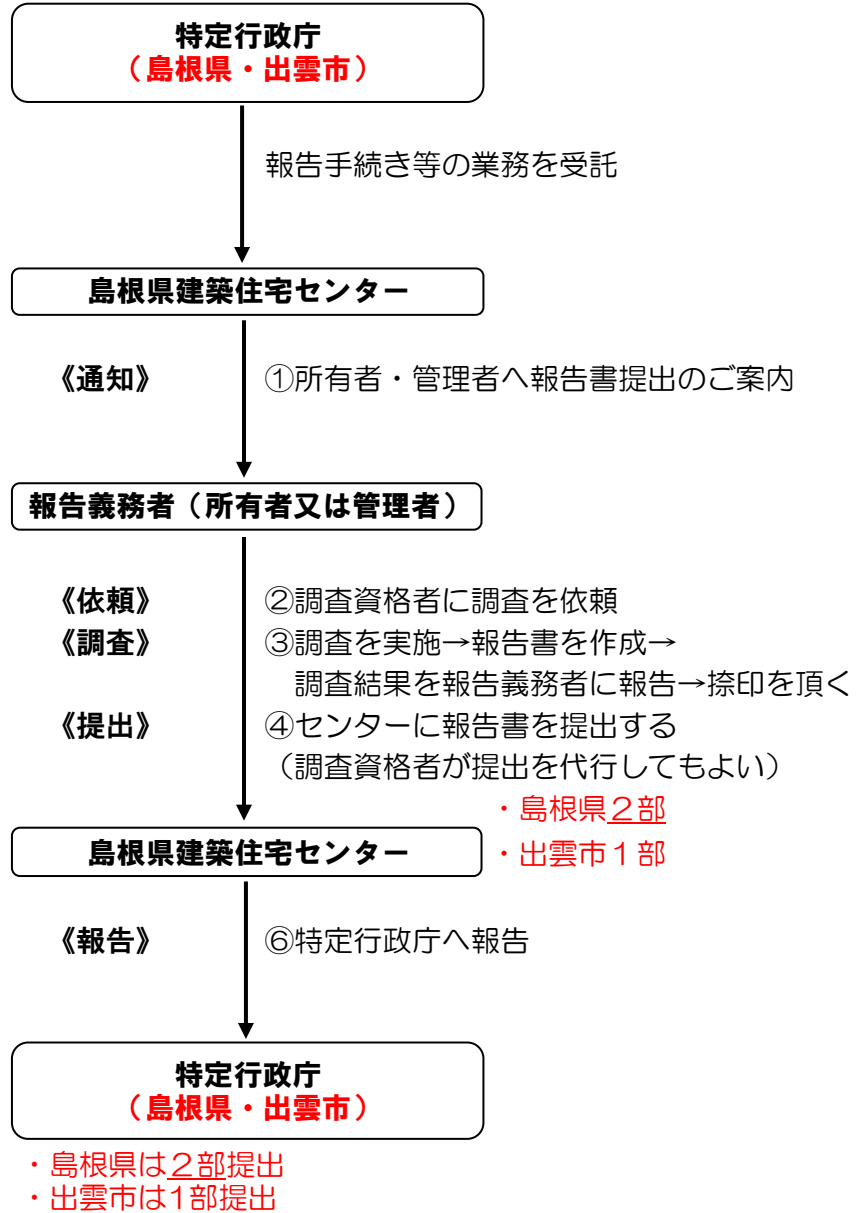 特定行政庁
（島根県・出雲市）
報告手続き等の業務を受託
島根県建築住宅センター
《通知》 ①所有者・管理者へ報告書提出のご案内
報告義務者（所有者又は管理者）
《依頼》 ②調査資格者に調査を依頼
《調査》 ③調査を実施→報告書を作成→
調査結果を報告義務者に報告→捺印を頂く
《提出》 ④センターに報告書を提出する
（調査資格者が提出を代行してもよい）
・島根県２部
島根県建築住宅センター ・出雲市１部
《報告》 ⑥特定行政庁へ報告
特定行政庁
（島根県・出雲市）
・島根県は２部提出
・出雲市は1部提出